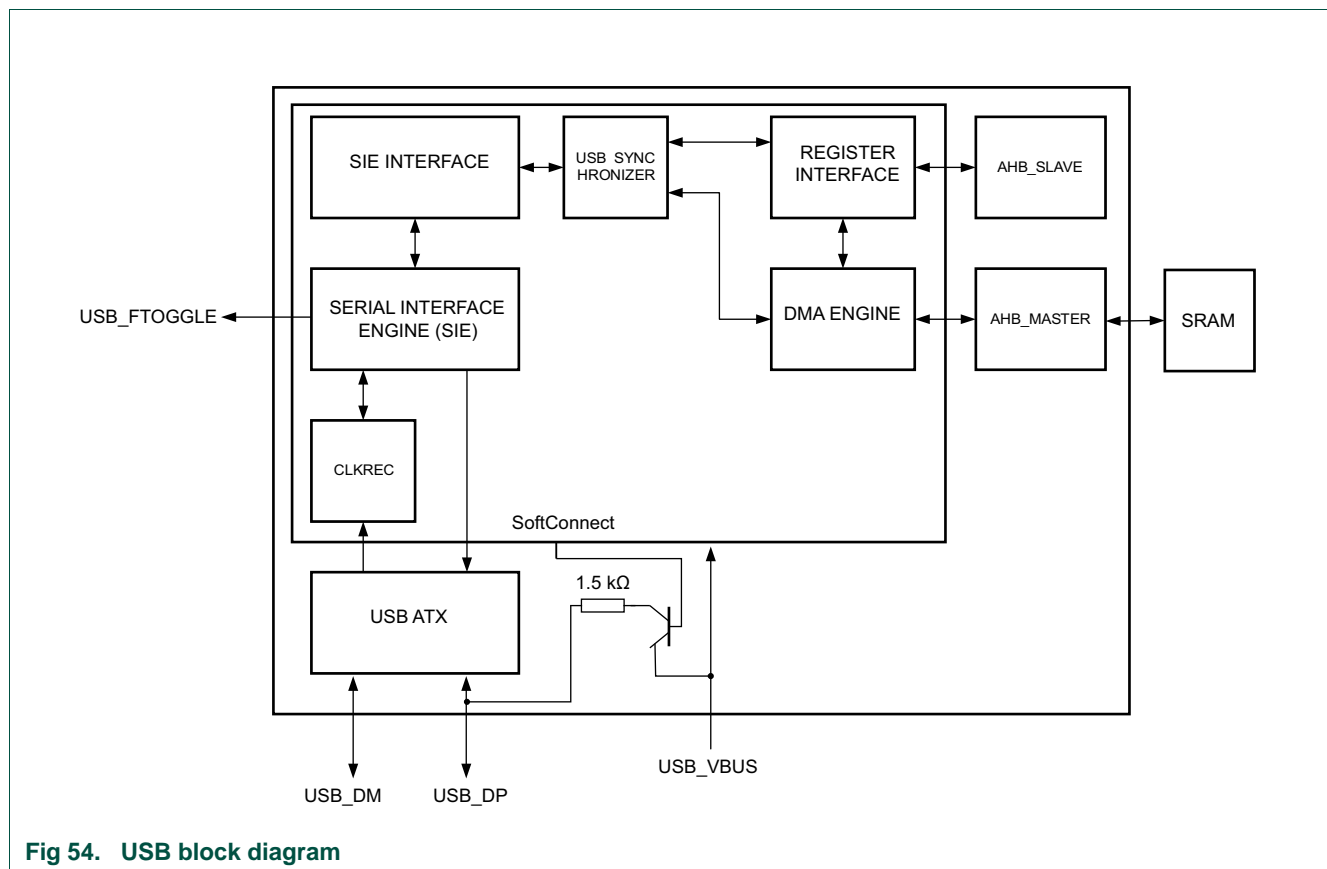 SIE INTERFACE
USB SYNC
HRONIZER
REGISTER
INTERFACE
AHB_SLAVE
SERIAL INTERFACE
ENGINE (SIE)
DMA ENGINE
AHB_MASTER
SRAM
USB_FTOGGLE
CLKREC
SoftConnect
1.5 kΩ
USB ATX
USB_VBUS
USB_DM
USB_DP
Fig 54. USB block diagram